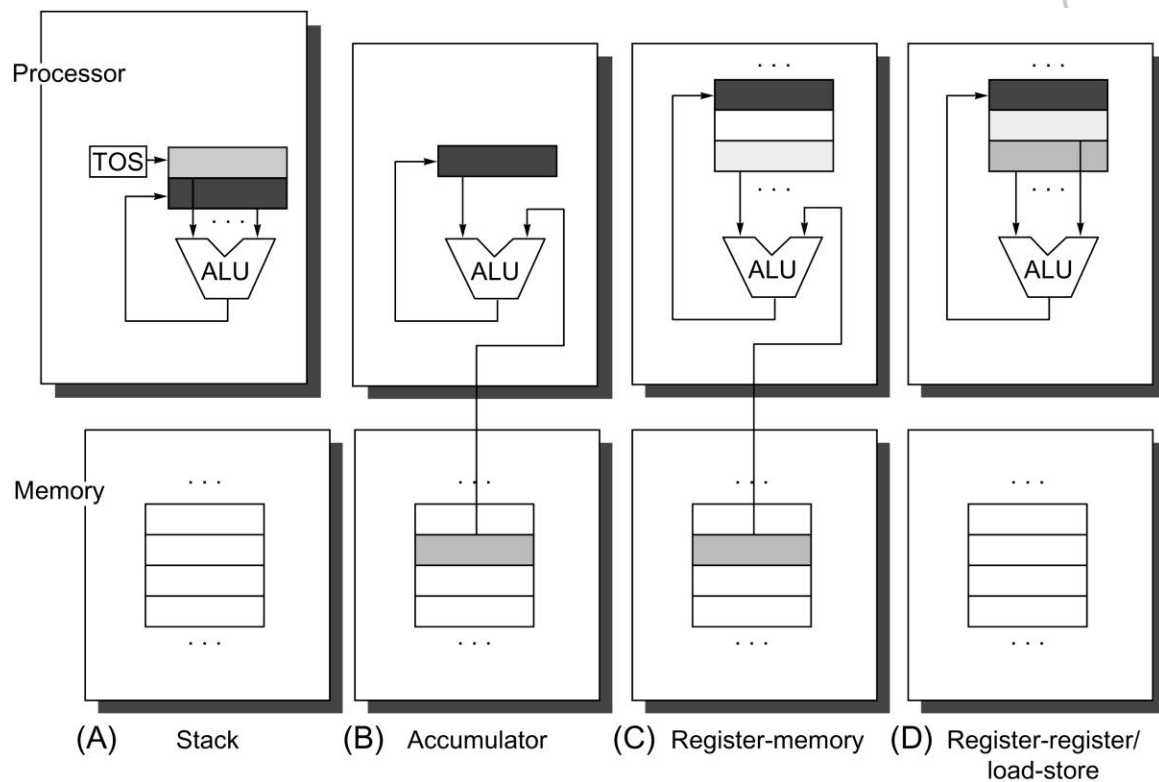 Processor
TOS
. . .
ALU
ALU
. . .
. . .
ALU
. . .
. . .
ALU
Memory
. . .
. . .
. . .
. . .
. . .
. . .
. . .
. . .
(A) Stack
(B) Accumulator
(C) Register-memory
(D) Register-register/
load-store